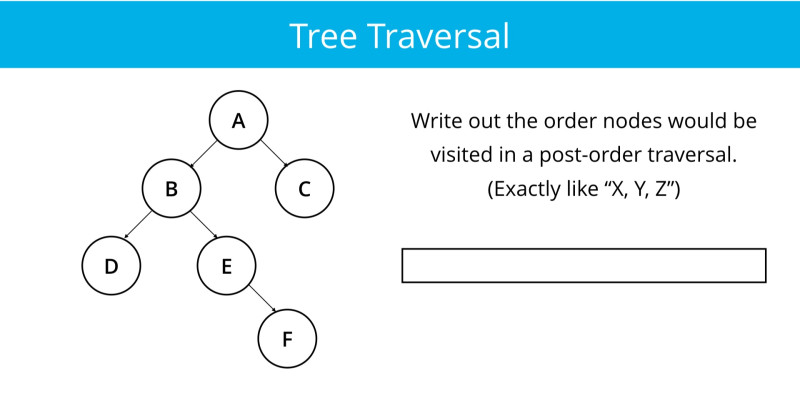 Tree Traversal
A
B
C
D
E
F
Write out the order nodes would be
visited in a post-order traversal.
(Exactly like “X, Y, Z”)